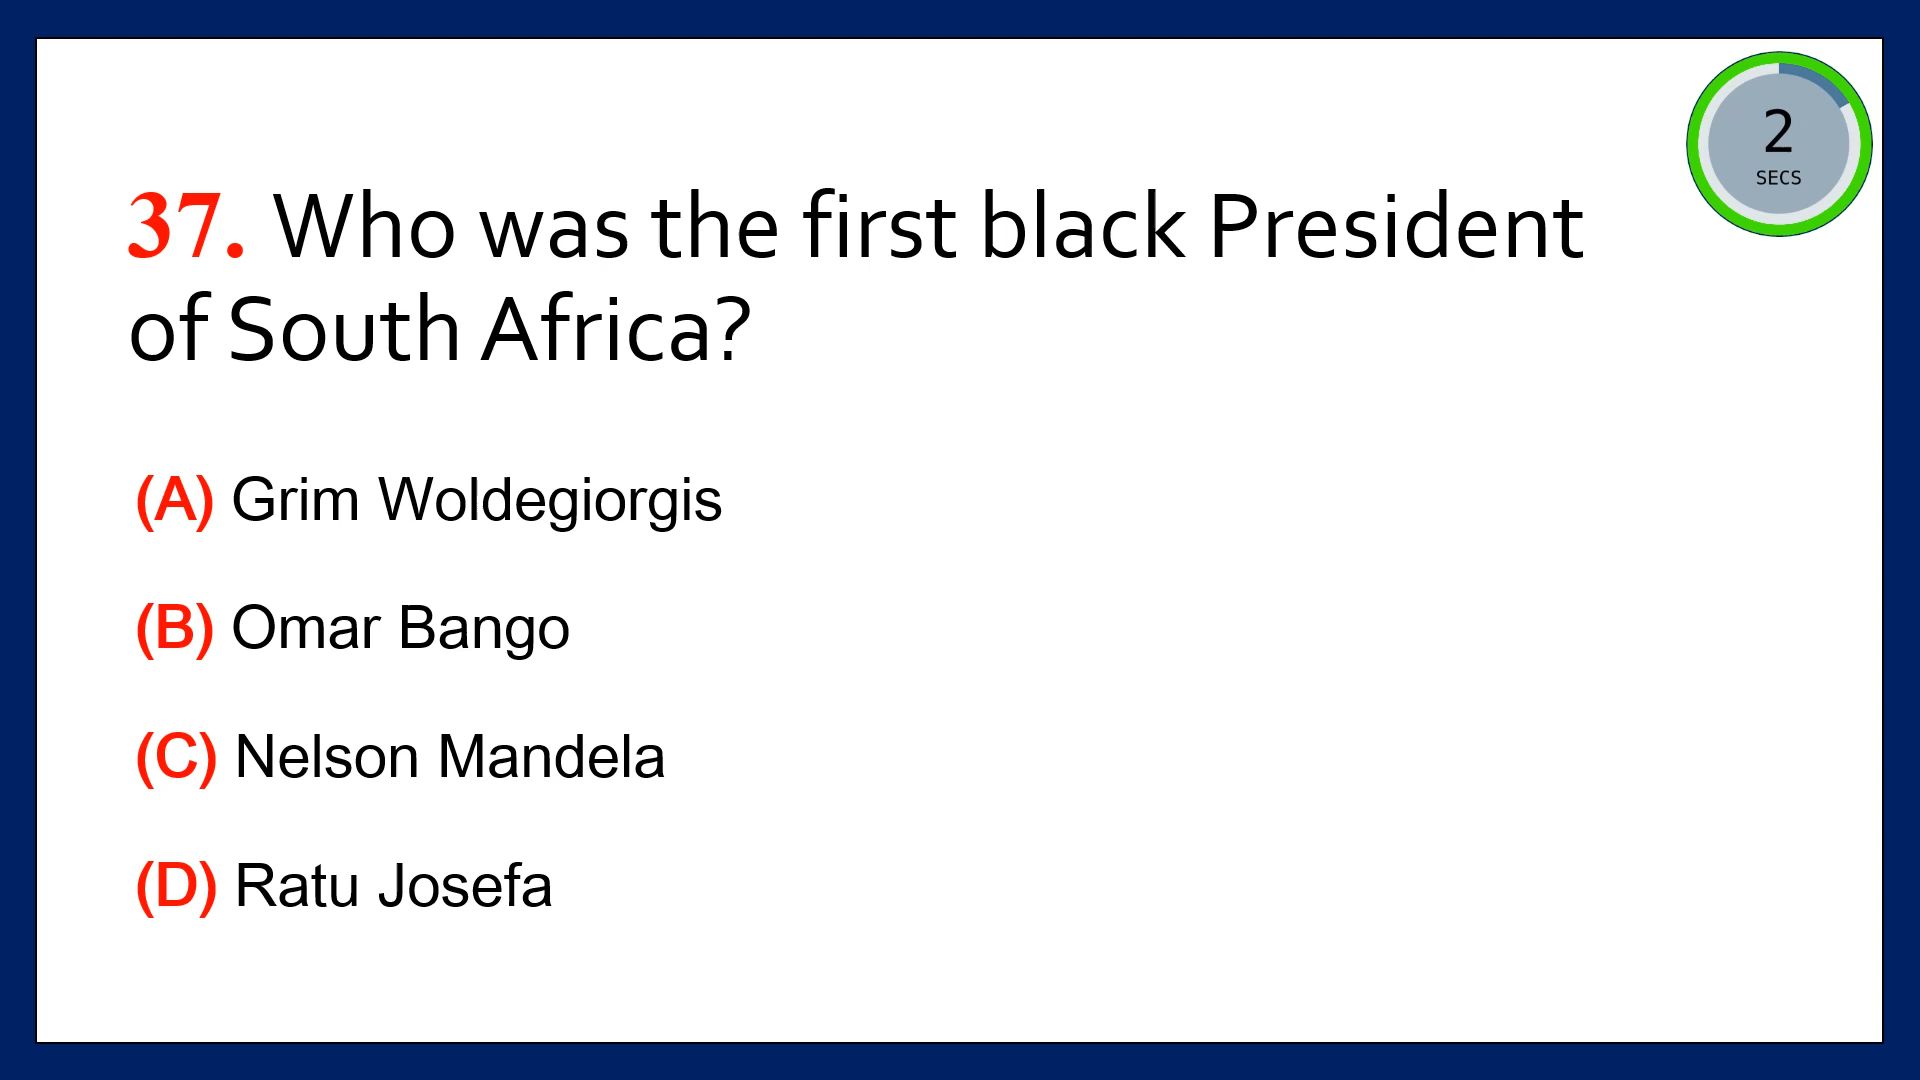 2
SECS
37. Who was the first black President
of South Africa?
(A) Grim Woldegiorgis
(B) Omar Bango
(C) Nelson Mandela
(D) Ratu Josefa